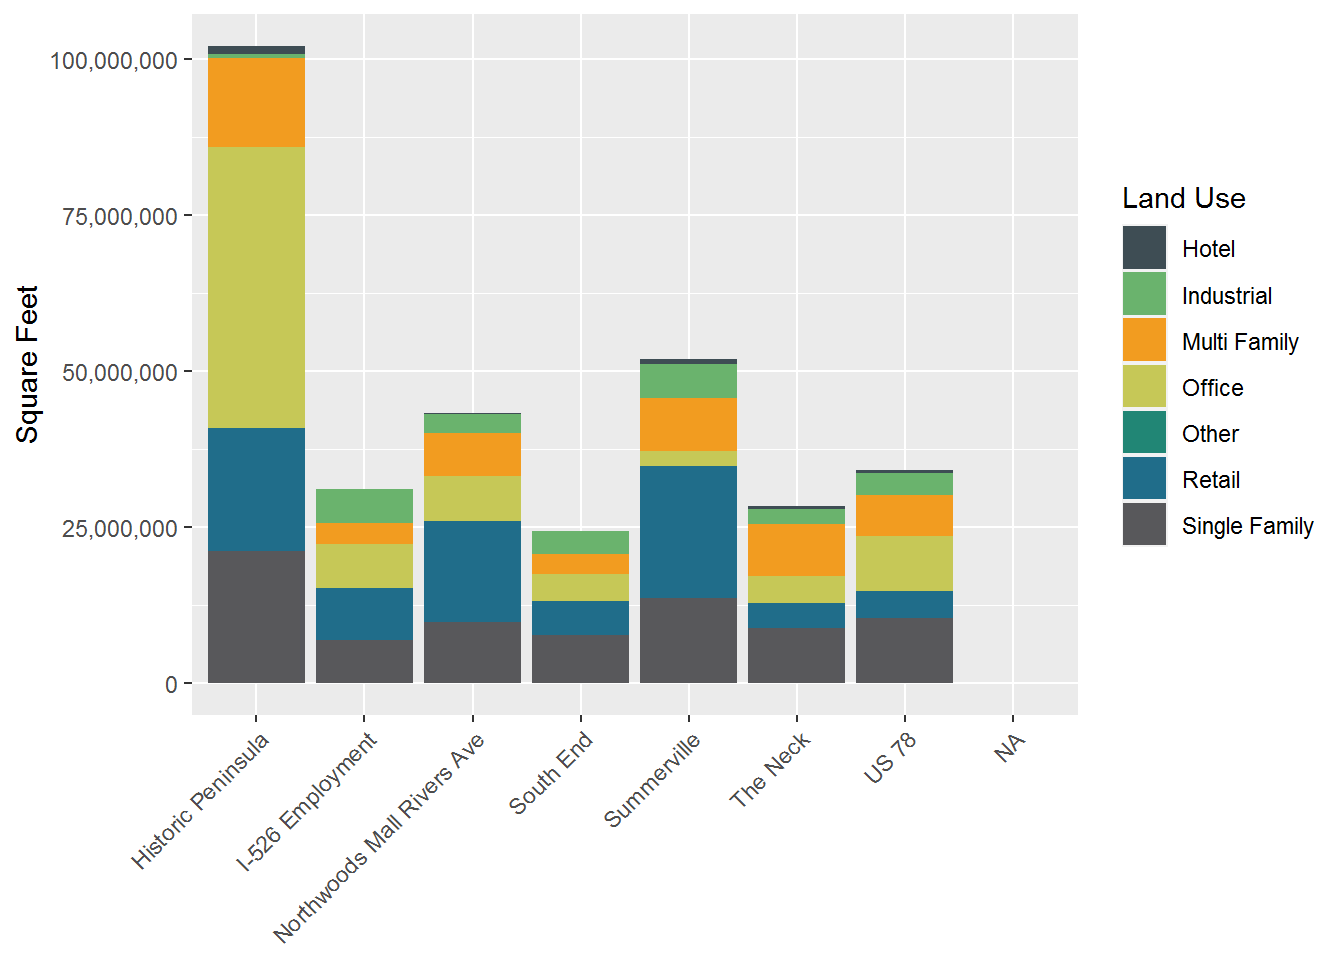 100,000,000
75,000,000
50,000,000
25,000,000
0
Square Feet
Historic Peninsula
I-526 Employment
Northwoods Mall Rivers Ave
South End
Summerville
The Neck
US 78
NA
Land Use
Hotel
Industrial
Multi Family
Office
Other
Retail
Single Family